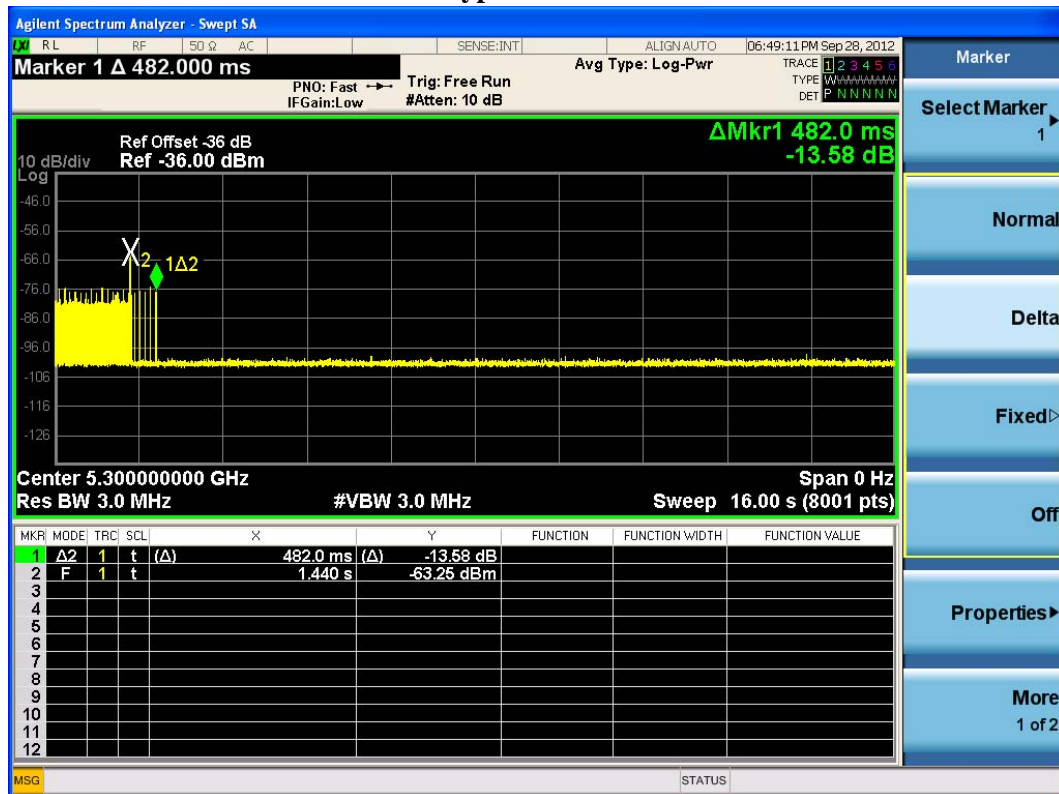 Agilent Spectrum Analyzer - Swept SA
LXI RL RF 50 Ω AC SENSE:INT ALIGN AUTO 06:49:11 PM Sep 28, 2012
Marker 1 Δ 482.000 ms
PNO: Fast
IFGain:Low
Trig: Free Run
#Atten: 10 dB
Avg Type: Log-Pwr
TRACE 1 2 3 4 5 6
TYPE W
DET P N N N N N
Marker
Select Marker
1
Normal
Delta
Fixed
Off
Properties
More
1 of 2
ΔMkr1 482.0 ms
-13.58 dB
Ref Offset -36 dB
10 dB/div Ref -36.00 dBm
Log
-46.0
-56.0
-66.0
-76.0
-86.0
-96.0
-106
-116
-126
X2 1Δ2
Center 5.300000000 GHz Span 0 Hz
Res BW 3.0 MHz #VBW 3.0 MHz Sweep 16.00 s (8001 pts)
MKR MODE TRC SCL X Y FUNCTION FUNCTION WIDTH FUNCTION VALUE
1 Δ2 1 t (Δ) 482.0 ms (Δ) -13.58 dB
2 F 1 t 1.440 s -63.25 dBm
3
4
5
6
7
8
9
10
11
12
MSG STATUS